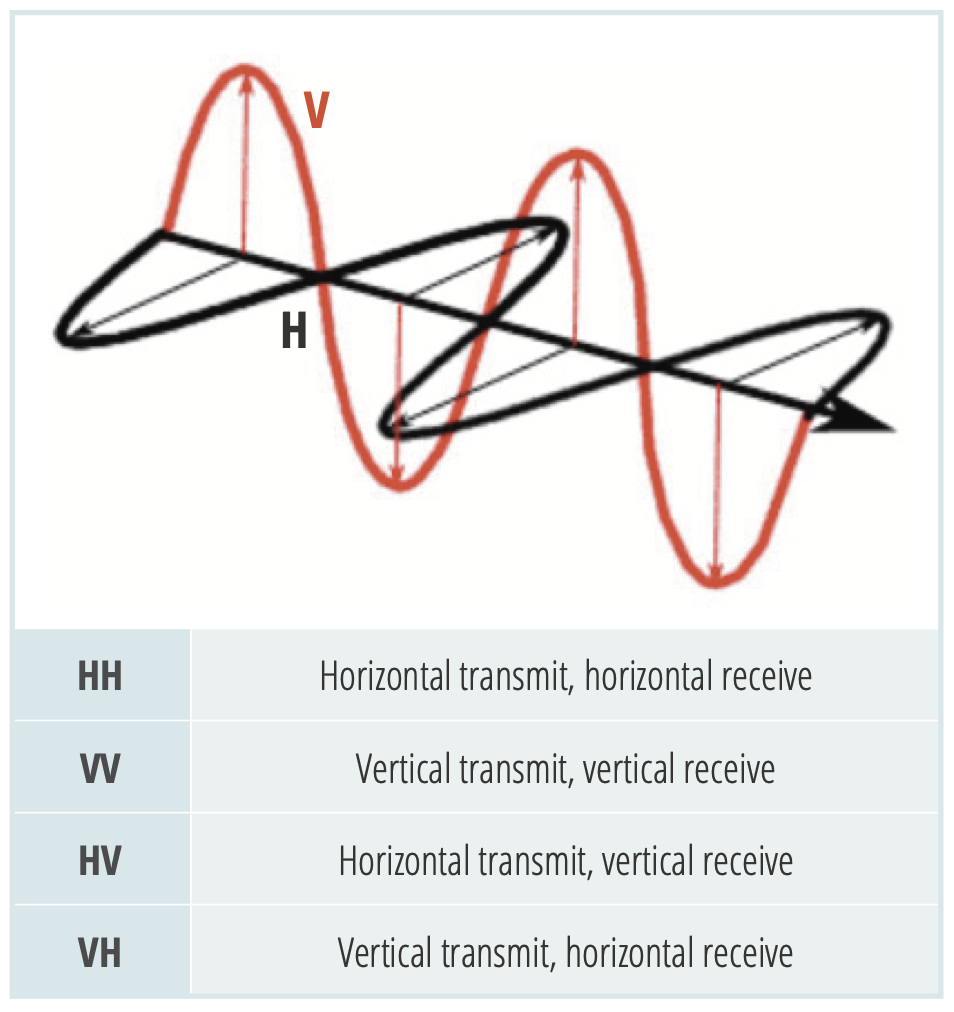 V
H
HH Horizontal transmit, horizontal receive
VV Vertical transmit, vertical receive
HV Horizontal transmit, vertical receive
VH Vertical transmit, horizontal receive